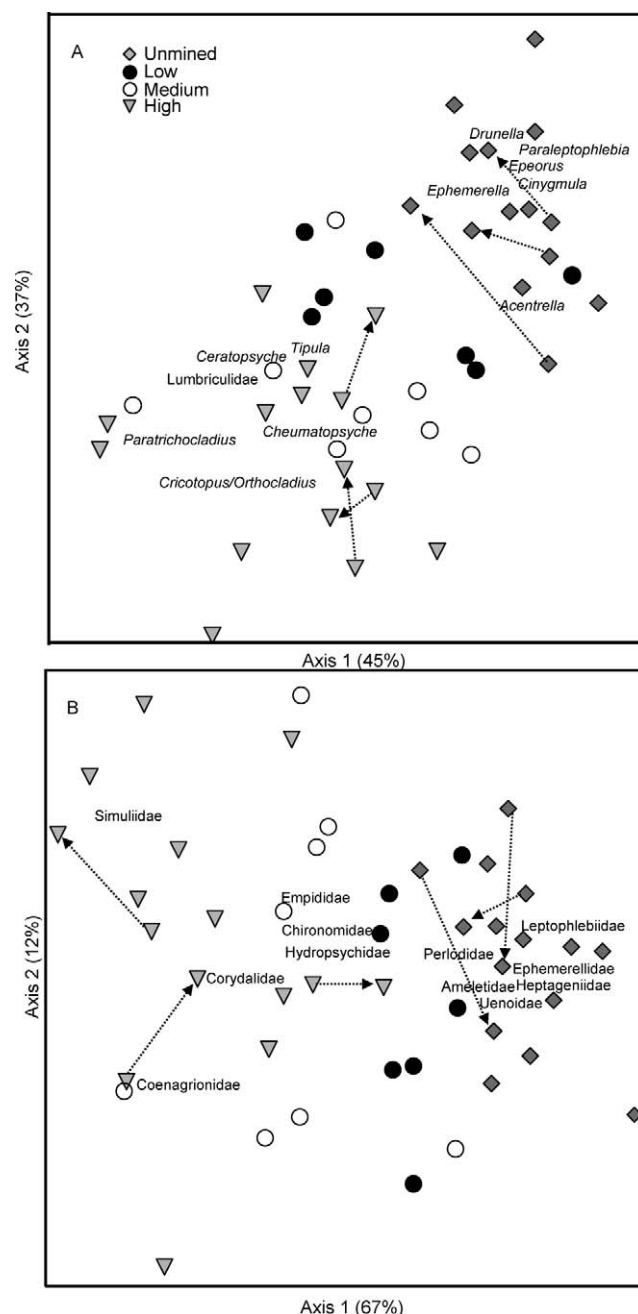 A
Unmined
Low
Medium
High
Drunella
Paraleptophlebia
Epeorus
Cinygmula
Ephemerella
Acentrella
Ceratopsyche
Tipula
Lumbriculidae
Paratrichocladius
Cheumatopsyche
Cricotopus/Orthocladius
Axis 2 (37%)
Axis 1 (45%)
B
Simuliidae
Empididae
Chironomidae
Hydropsychidae
Corydalidae
Coenagrionidae
Leptophlebiidae
Perlodidae
Ephemerellidae
Ameletidae Heptageniidae
Uenoidae
Axis 2 (12%)
Axis 1 (67%)